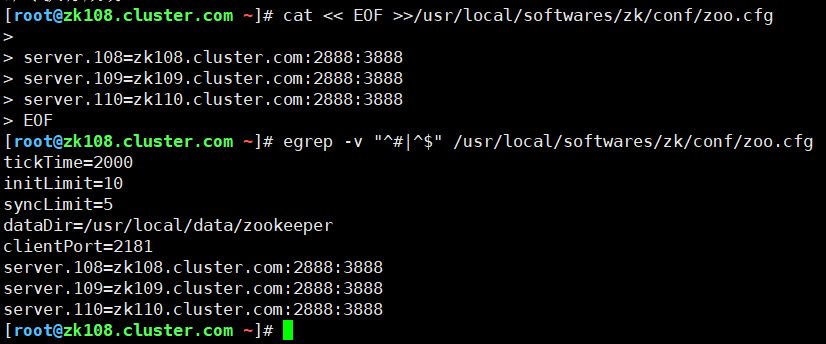 [root@zk108.cluster.com ~]# cat << EOF >>/usr/local/softwares/zk/conf/zoo.cfg
>
> server.108=zk108.cluster.com:2888:3888
> server.109=zk109.cluster.com:2888:3888
> server.110=zk110.cluster.com:2888:3888
> EOF
[root@zk108.cluster.com ~]# egrep -v "^#|^$" /usr/local/softwares/zk/conf/zoo.cfg
tickTime=2000
initLimit=10
syncLimit=5
dataDir=/usr/local/data/zookeeper
clientPort=2181
server.108=zk108.cluster.com:2888:3888
server.109=zk109.cluster.com:2888:3888
server.110=zk110.cluster.com:2888:3888
[root@zk108.cluster.com ~]#